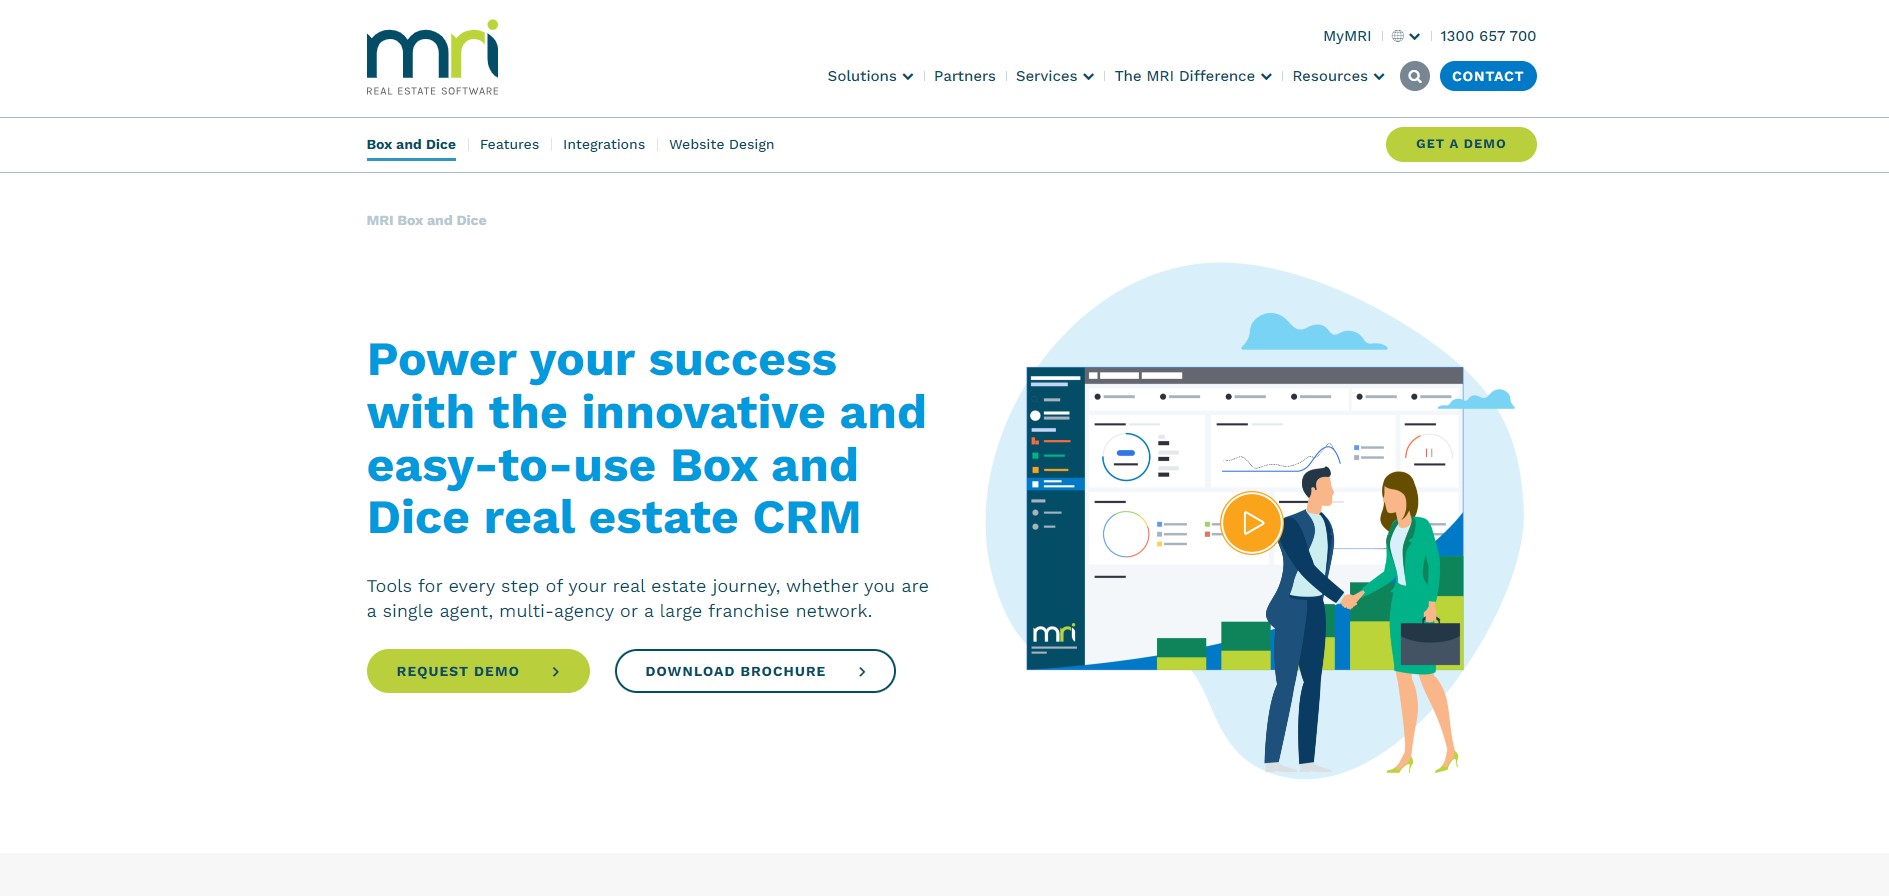 mri
REAL ESTATE SOFTWARE
MyMRI
1300 657 700
Solutions
Partners
Services
The MRI Difference
Resources
CONTACT
Box and Dice
Features
Integrations
Website Design
GET A DEMO
MRI Box and Dice
Power your success
with the innovative and
easy-to-use Box and
Dice real estate CRM
Tools for every step of your real estate journey, whether you are
a single agent, multi-agency or a large franchise network.
REQUEST DEMO
DOWNLOAD BROCHURE
mri